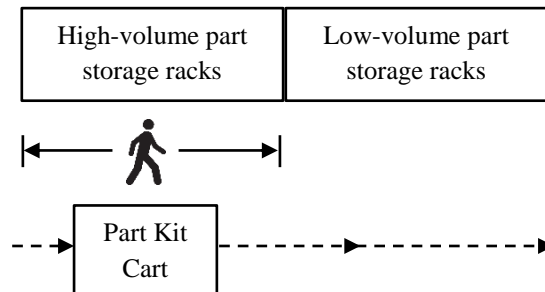 High-volume part
storage racks
Low-volume part
storage racks
Part Kit
Cart